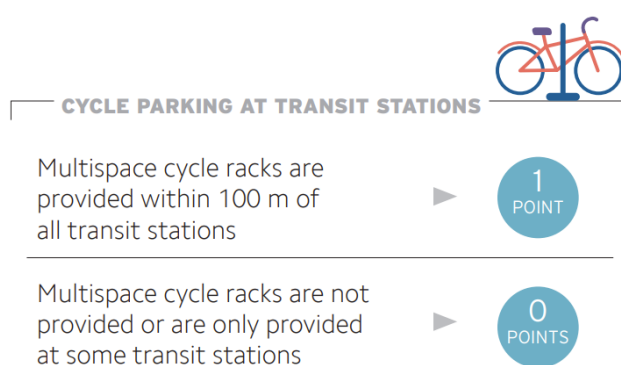 CYCLE PARKING AT TRANSIT STATIONS
Multispace cycle racks are
provided within 100 m of
all transit stations
1
POINT
Multispace cycle racks are not
provided or are only provided
at some transit stations
0
POINTS